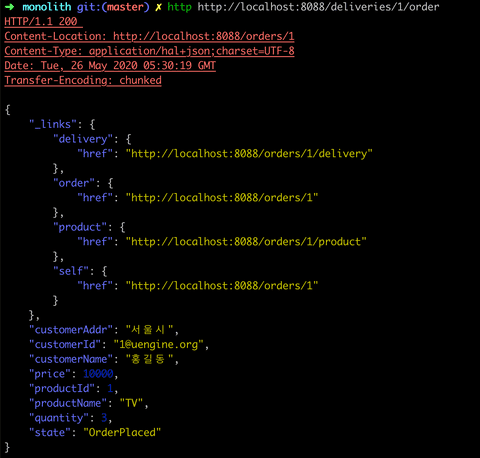 ➜ monolith git:(master) ✗ http http://localhost:8088/deliveries/1/order
HTTP/1.1 200
Content-Location: http://localhost:8088/orders/1
Content-Type: application/hal+json;charset=UTF-8
Date: Tue, 26 May 2020 05:30:19 GMT
Transfer-Encoding: chunked

{
    "_links": {
        "delivery": {
            "href": "http://localhost:8088/orders/1/delivery"
        },
        "order": {
            "href": "http://localhost:8088/orders/1"
        },
        "product": {
            "href": "http://localhost:8088/orders/1/product"
        },
        "self": {
            "href": "http://localhost:8088/orders/1"
        }
    },
    "customerAddr": "서울시",
    "customerId": "1@uengine.org",
    "customerName": "홍길동",
    "price": 10000,
    "productId": 1,
    "productName": "TV",
    "quantity": 3,
    "state": "OrderPlaced"
}